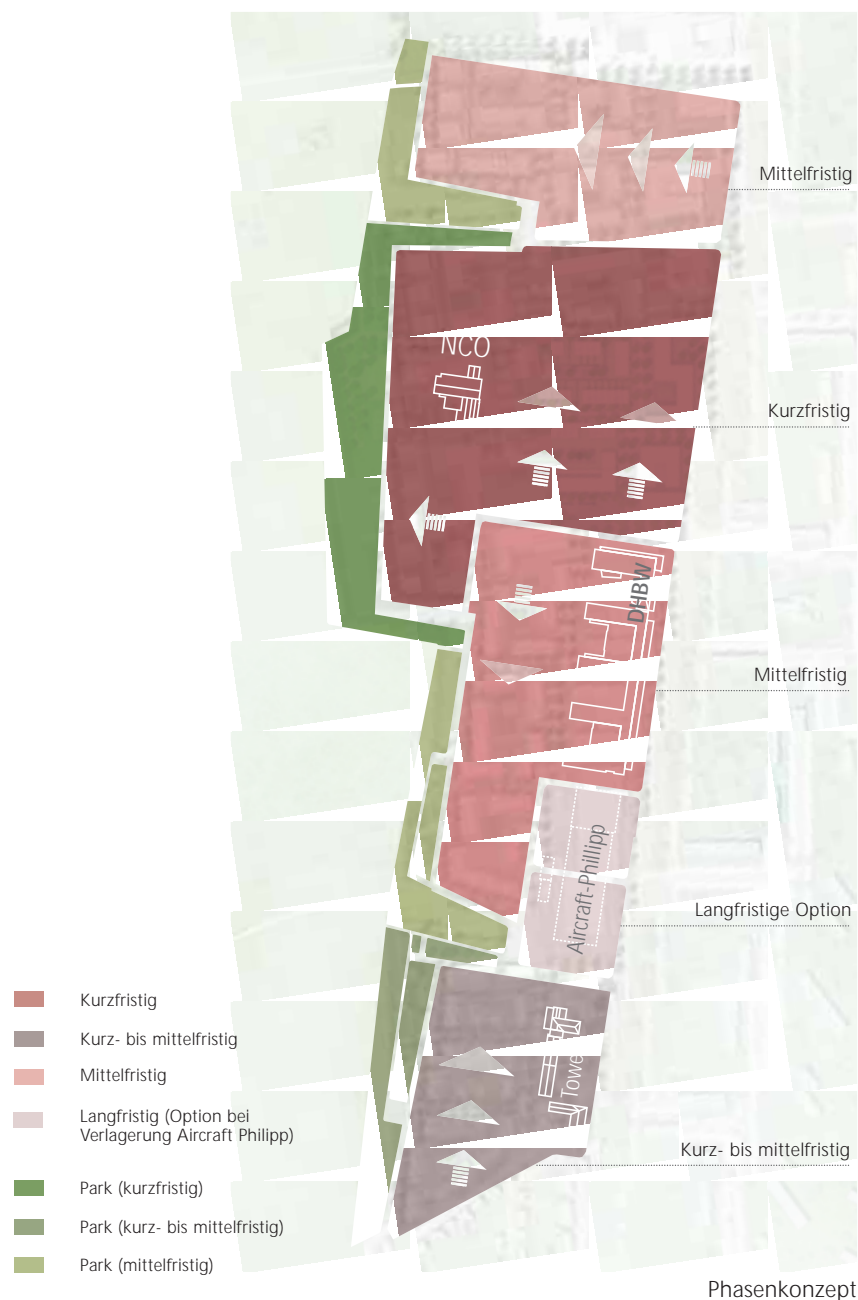 Mittelfristig
NCO
Kurzfristig
DHBW
Mittelfristig
Aircraft-Phillipp
Langfristige Option
Kurzfristig
Kurz- bis mittelfristig
Mittelfristig
Langfristig (Option bei
Verlagerung Aircraft Philipp)
Park (kurzfristig)
Park (kurz- bis mittelfristig)
Park (mittelfristig)
Kurz- bis mittelfristig
Phasenkonzept